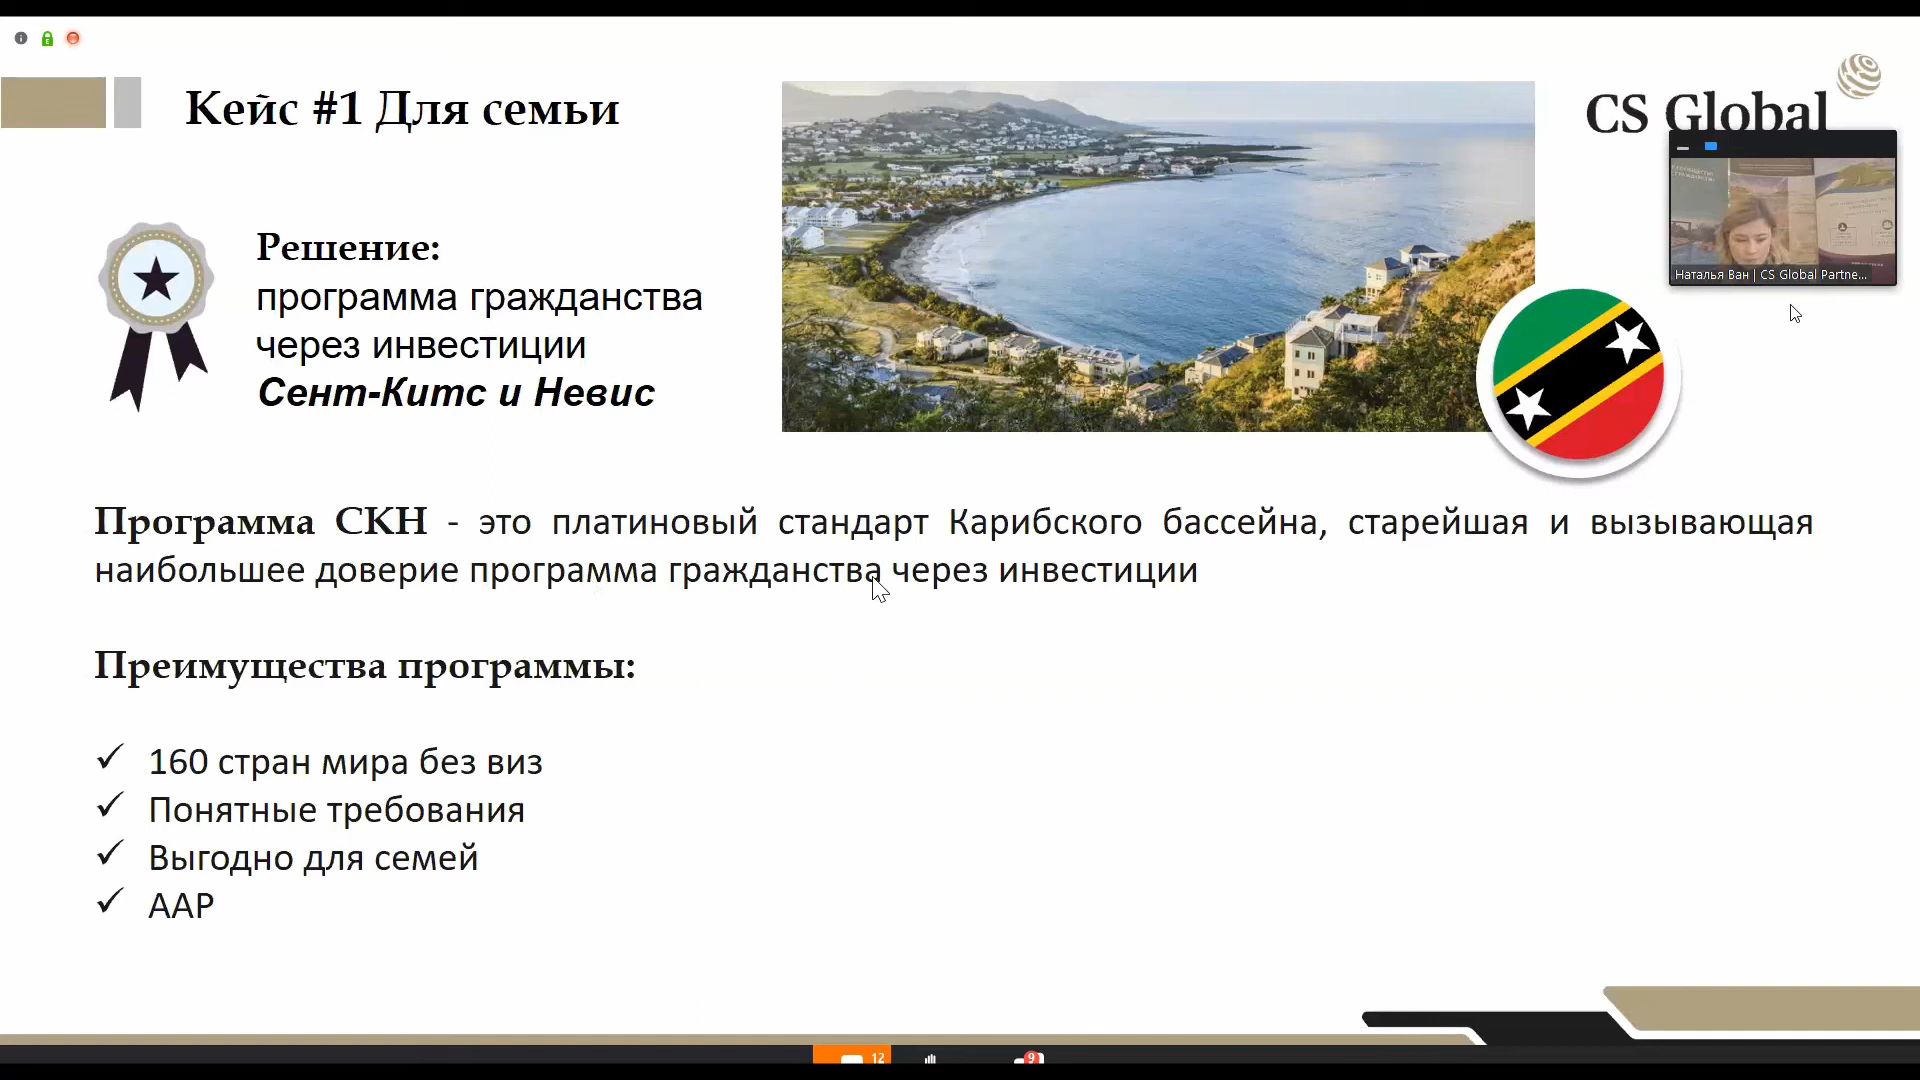 Кейс #1 Для семьи
CS Global
Наталья Ван | CS Global Partne...
Решение:
программа гражданства
через инвестиции
Сент-Китс и Невис
Программа СКН - это платиновый стандарт Карибского бассейна, старейшая и вызывающая
наибольшее доверие программа гражданства через инвестиции
Преимущества программы:
✓ 160 стран мира без виз
✓ Понятные требования
✓ Выгодно для семей
✓ ААР
12
9